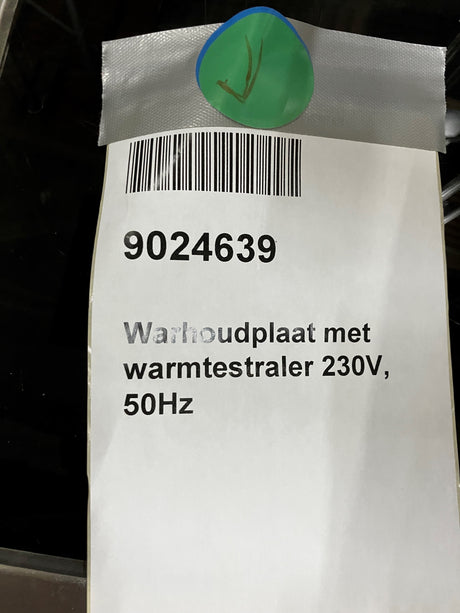 9024639
Warhoudplaat met
warmtestraler 230V,
50Hz